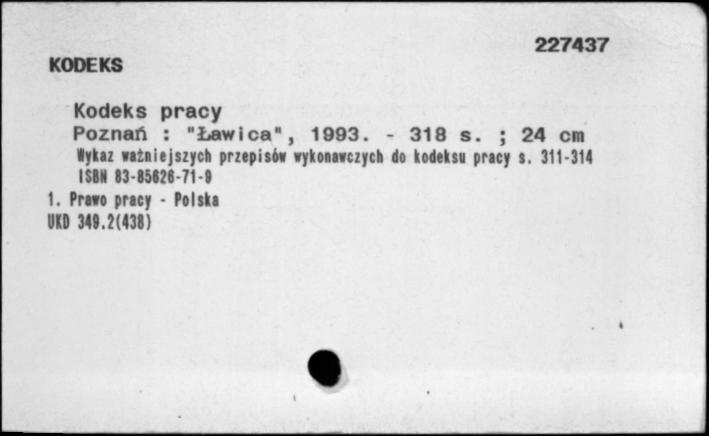 227437
KODEKS
Kodeks pracy
Poznań : "Ławica", 1993. - 318 s. ; 24 cm
Wykaz ważniejszych przepisów wykonawczych do kodeksu pracy s. 311-314
ISBN 83-85626-71-9
1. Prawo pracy - Polska
UKD 349.2(438)